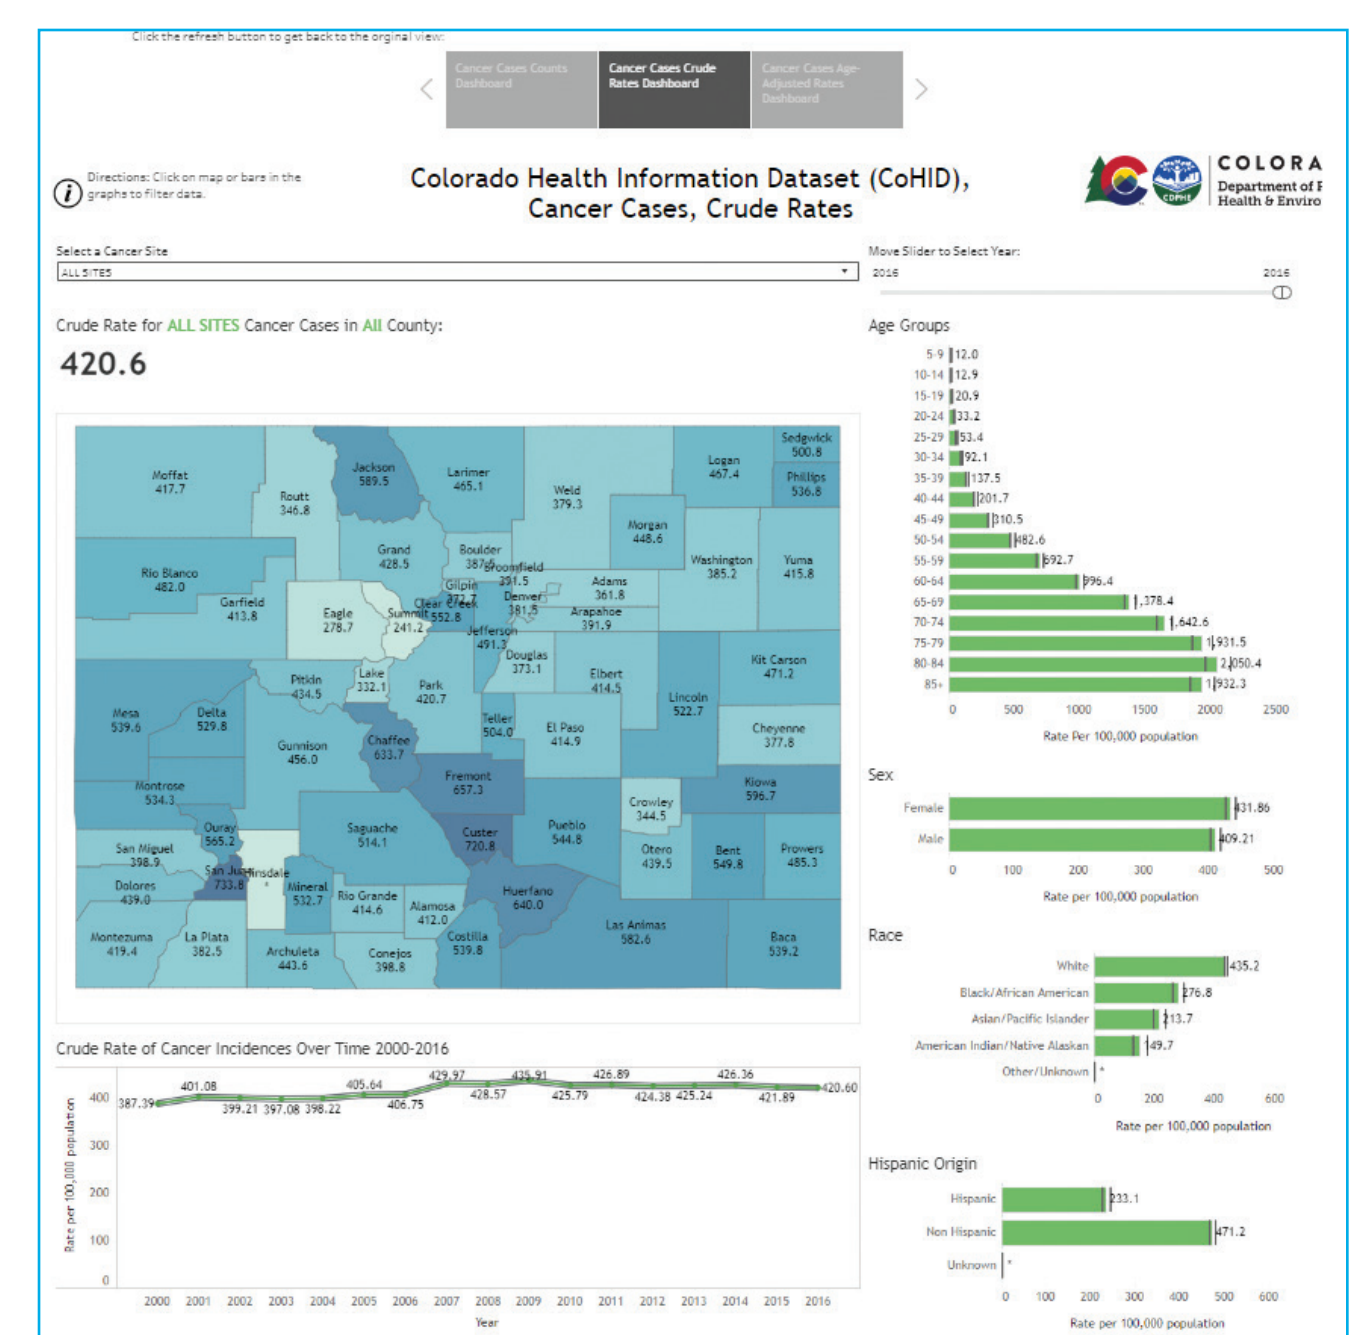 Click the refresh button to get back to the orginal view:
Cancer Cases Counts
Dashboard
Cancer Cases Crude
Rates Dashboard
Cancer Cases Age-
Adjusted Rates
Dashboard
Directions: Click on map or bars in the
graphs to filter data.
Colorado Health Information Dataset (CoHID),
Cancer Cases, Crude Rates
CDPHE
COLORA
Department of
Health & Enviro
Select a Cancer Site
ALL SITES
Move Slider to Select Year:
2016 2016
Crude Rate for ALL SITES Cancer Cases in All County:
420.6
Moffat
417.7
Routt
346.8
Jackson
589.5
Larimer
465.1
Weld
379.3
Logan
467.4
Sedgwick
500.8
Phillips
536.8
Morgan
448.6
Washington
385.2
Yuma
415.8
Rio Blanco
482.0
Grand
428.5
Boulder
387.5
Broomfield
391.5
Gilpin
372.7
Denver
381.5
Adams
361.8
Arapahoe
391.9
Garfield
413.8
Eagle
278.7
Summit
241.2
Clear Creek
552.8
Jefferson
491.3
Douglas
373.1
Elbert
414.5
Kit Carson
471.2
Pitkin
434.5
Lake
332.1
Park
420.7
Lincoln
522.7
Mesa
539.6
Delta
529.8
Gunnison
456.0
Chaffee
633.7
Teller
504.0
El Paso
414.9
Cheyenne
377.8
Montrose
534.3
Fremont
657.3
Kiowa
596.7
Crowley
344.5
Ouray
565.2
Saguache
514.1
Custer
720.8
Pueblo
544.8
Otero
439.5
Bent
549.8
Prowers
485.3
San Miguel
398.9
Dolores
439.0
San Juan
733.8
Hinsdale
*
Mineral
532.7
Rio Grande
414.6
Alamosa
412.0
Huerfano
640.0
Las Animas
582.6
Baca
539.2
Montezuma
419.4
La Plata
382.5
Archuleta
443.6
Conejos
398.8
Costilla
539.8
Crude Rate of Cancer Incidences Over Time 2000-2016
Rate per 100,000 population
400
300
200
100
0
387.39 401.08 399.21 397.08 398.22 405.64 406.75 429.97 428.57 435.91 425.79 426.89 424.38 425.24 426.36 421.89 420.60
2000 2001 2002 2003 2004 2005 2006 2007 2008 2009 2010 2011 2012 2013 2014 2015 2016
Year
Age Groups
5-9 12.0
10-14 12.9
15-19 20.9
20-24 33.2
25-29 53.4
30-34 92.1
35-39 137.5
40-44 201.7
45-49 310.5
50-54 482.6
55-59 692.7
60-64 996.4
65-69 1,378.4
70-74 1,642.6
75-79 1,931.5
80-84 2,050.4
85+ 1,932.3
0 500 1000 1500 2000 2500
Rate Per 100,000 population
Sex
Female 431.86
Male 409.21
0 100 200 300 400 500
Rate per 100,000 population
Race
White 435.2
Black/African American 276.8
Asian/Pacific Islander 213.7
American Indian/Native Alaskan 149.7
Other/Unknown *
0 200 400 600
Rate per 100,000 population
Hispanic Origin
Hispanic 233.1
Non Hispanic 471.2
Unknown *
0 100 200 300 400 500 600
Rate per 100,000 population